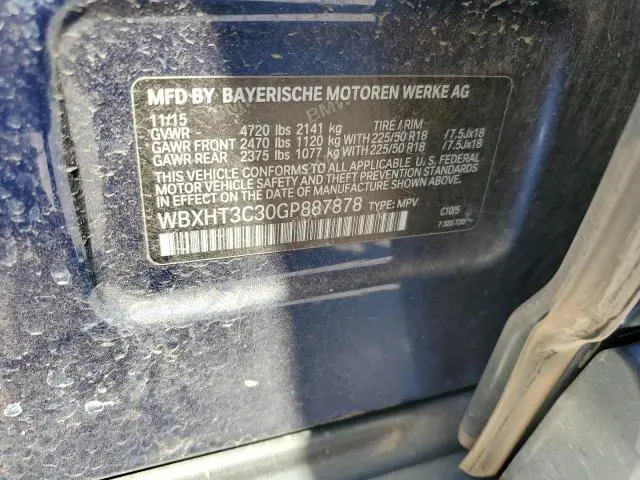 MFD BY BAYERISCHE MOTOREN WERKE AG
11/15 TIRE / RIM
GVWR - 4720 lbs 2141 kg
GAWR FRONT 2470 lbs 1120 kg WITH 225/50 R18 /7.5Jx18
GAWR REAR 2375 lbs 1077 kg WITH 225/50 R18 /7.5Jx18
THIS VEHICLE CONFORMS TO ALL APPLICABLE U. S. FEDERAL
MOTOR VEHICLE SAFETY, BUMPER, AND THEFT PREVENTION STANDARDS
IN EFFECT ON THE DATE OF MANUFACTURE SHOWN ABOVE.
WBXHT3C30GP887878 TYPE: MPV
C10/5